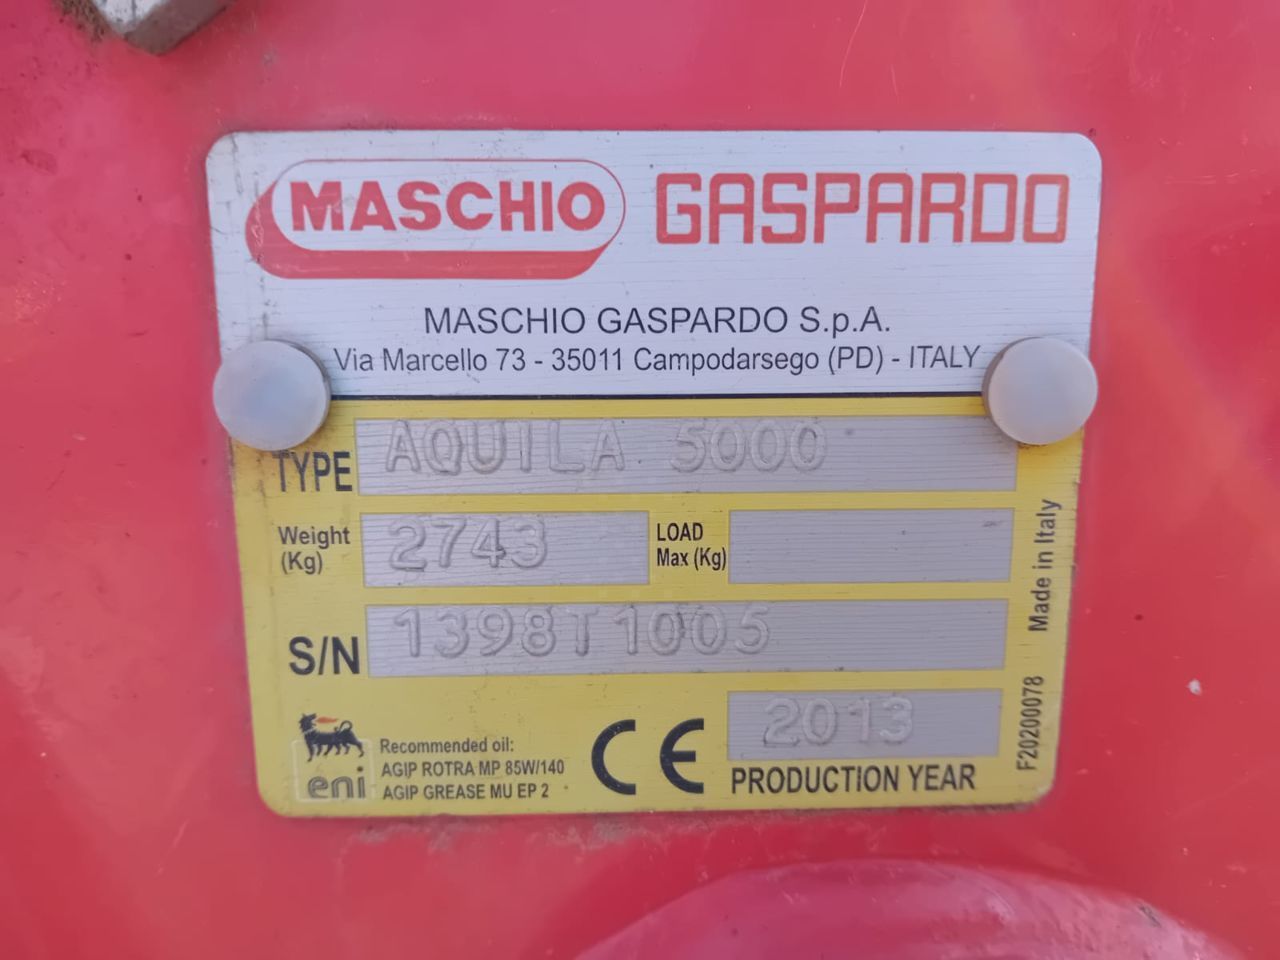 MASCHIO GASPARDO
MASCHIO GASPARDO S.p.A.
Via Marcello 73 - 35011 Campodarsego (PD) - ITALY
TYPE AQUILA 5000
Weight (Kg) 2743 LOAD Max (Kg)
S/N 1398T1005
2013
PRODUCTION YEAR
CE
eni
Recommended oil:
AGIP ROTRA MP 85W/140
AGIP GREASE MU EP 2
Made in Italy
F20200078